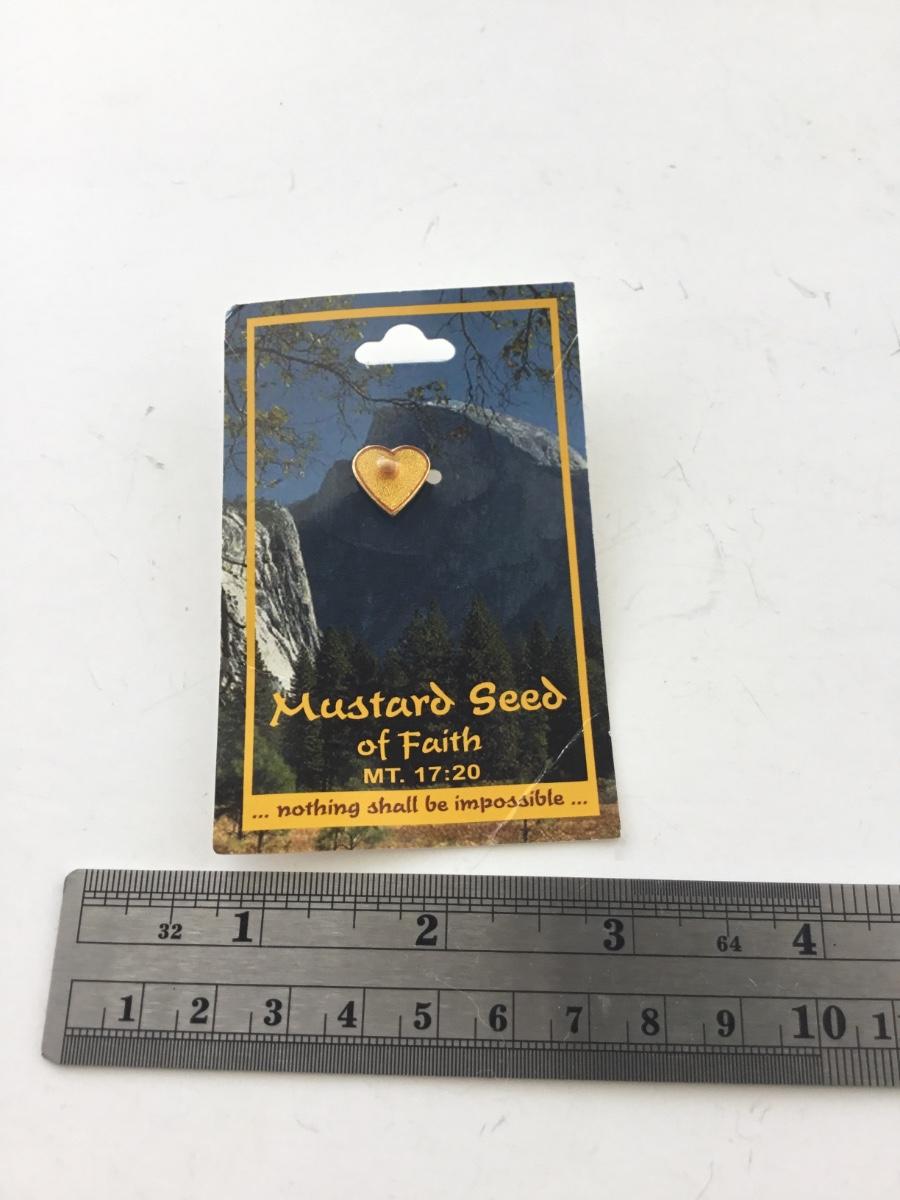 Mustard Seed
of Faith
MT. 17:20
... nothing shall be impossible ...
32 1 2 3 64 4
1 2 3 4 5 6 7 8 9 10 1